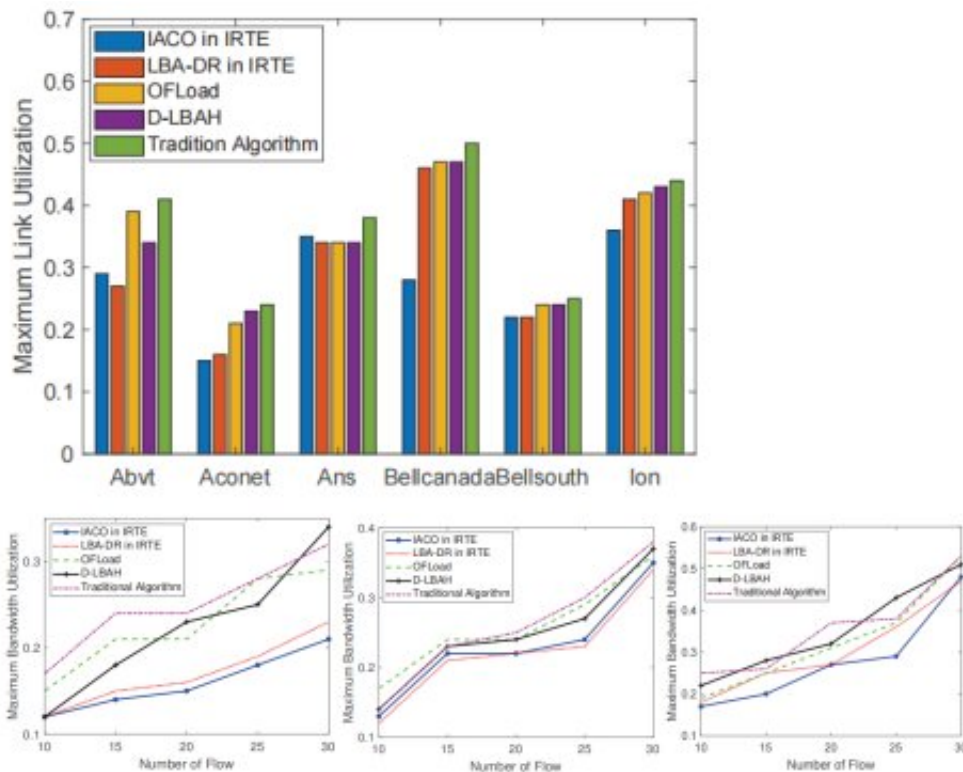 0.7
0.6
0.5
0.4
0.3
0.2
0.1
0
Maximum Link Utilization
IACO in IRTE
LBA-DR in IRTE
OFLoad
D-LBAH
Tradition Algorithm
Abvt
Aconet
Ans
Bellcanada
Bellsouth
Ion
Maximum Bandwidth Utilization
0.3
0.2
0.1
IACO in IRTE
LBA-DR in IRTE
OFLoad
D-LBAH
Traditional Algorithm
10 15 20 25 30
Number of Flow
Maximum Bandwidth Utilization
0.4
0.3
0.2
0.1
IACO in IRTE
LBA-DR in IRTE
OFLoad
D-LBAH
Traditional Algorithm
10 15 20 25 30
Number of Flow
Maximum Bandwidth Utilization
0.6
0.5
0.4
0.3
0.2
0.1
IACO in IRTE
LBA-DR in IRTE
OFLoad
D-LBAH
Traditional Algorithm
10 15 20 25 30
Number of Flow